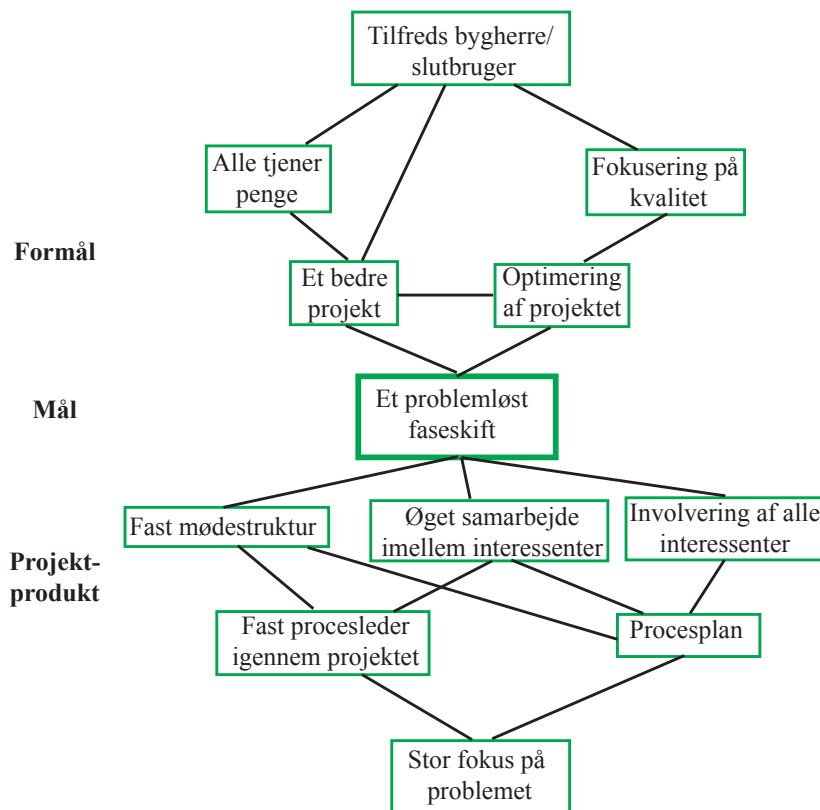 Tilfreds bygherre/
slutbruger
Alle tjener
penge
Fokusering på
kvalitet
Formål
Et bedre
projekt
Optimering
af projektet
Mål
Et problemløst
faseskift
Fast mødestruktur
Øget samarbejde
imellem interessenter
Involvering af alle
interessenter
Projekt-
produkt
Fast procesleder
igennem projektet
Procesplan
Stor fokus på
problemet